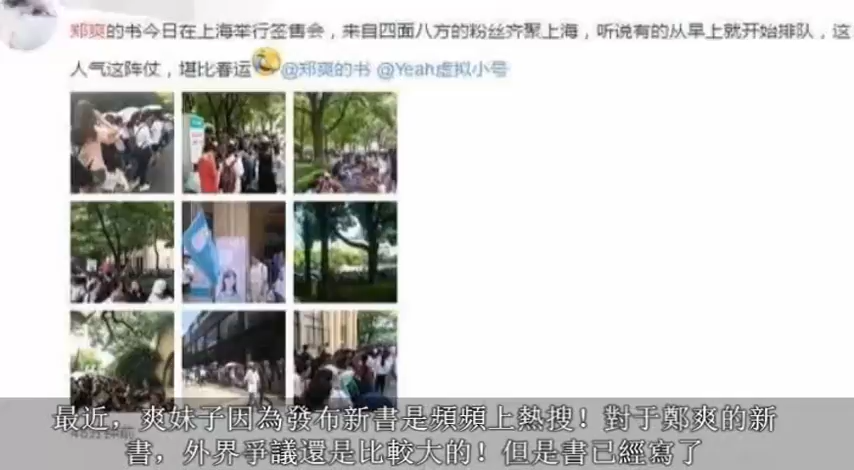 郑爽的书今日在上海举行签售会，来自四面八方的粉丝齐聚上海，听说有的从早上就开始排队，这
人气这阵仗，堪比春运 @郑爽的书 @Yeah虚拟小号
最近，爽妹子因為發布新書是頻頻上熱搜！對于鄭爽的新
書，外界爭議還是比較大的！但是書已經寫了